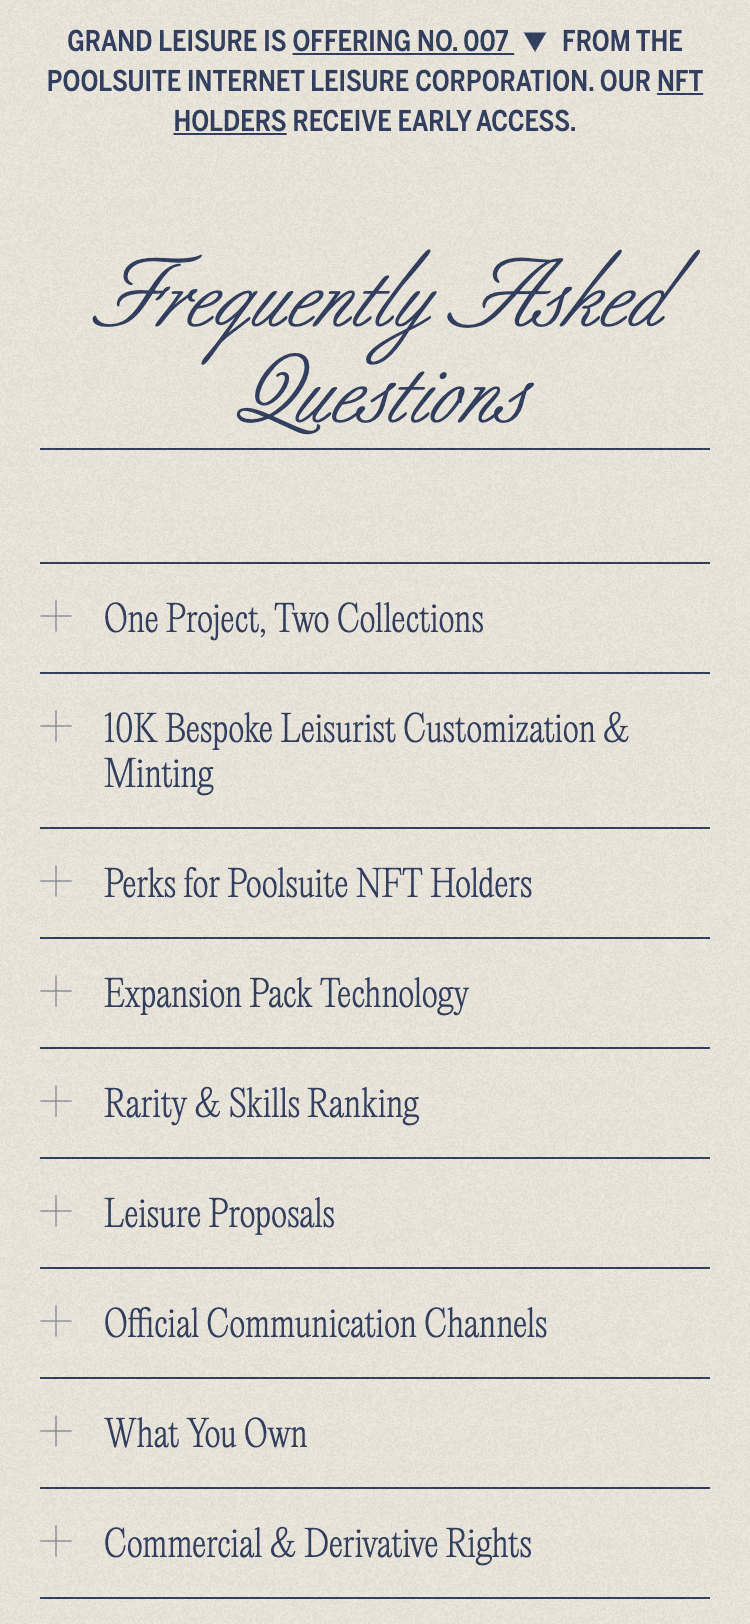 GRAND LEISURE IS OFFERING NO. 007 ▼ FROM THE
POOLSUITE INTERNET LEISURE CORPORATION. OUR NFT
HOLDERS RECEIVE EARLY ACCESS.
Frequently Asked
Questions
One Project, Two Collections
10K Bespoke Leisurist Customization &
Minting
Perks for Poolsuite NFT Holders
Expansion Pack Technology
Rarity & Skills Ranking
Leisure Proposals
Official Communication Channels
What You Own
Commercial & Derivative Rights